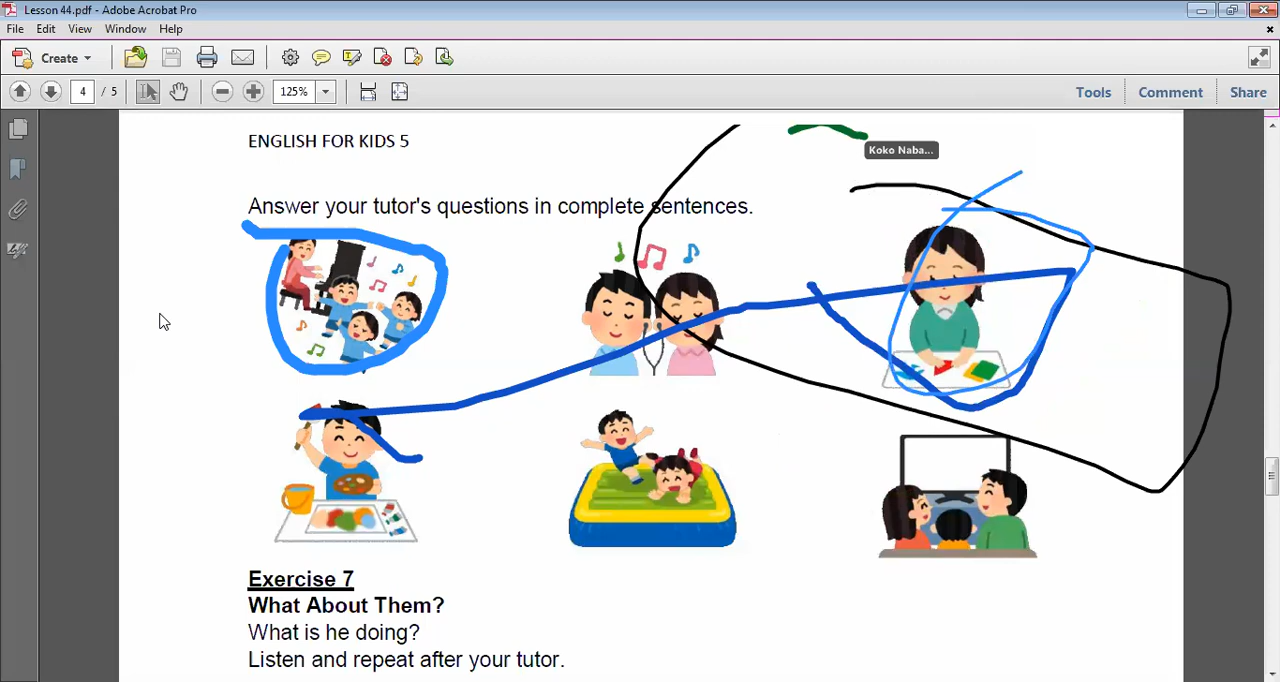 Lesson 44.pdf - Adobe Acrobat Pro
File Edit View Window Help
Create
4 / 5 125% Tools Comment Share
ENGLISH FOR KIDS 5
Koko Naba...
Answer your tutor's questions in complete sentences.
Exercise 7
What About Them?
What is he doing?
Listen and repeat after your tutor.